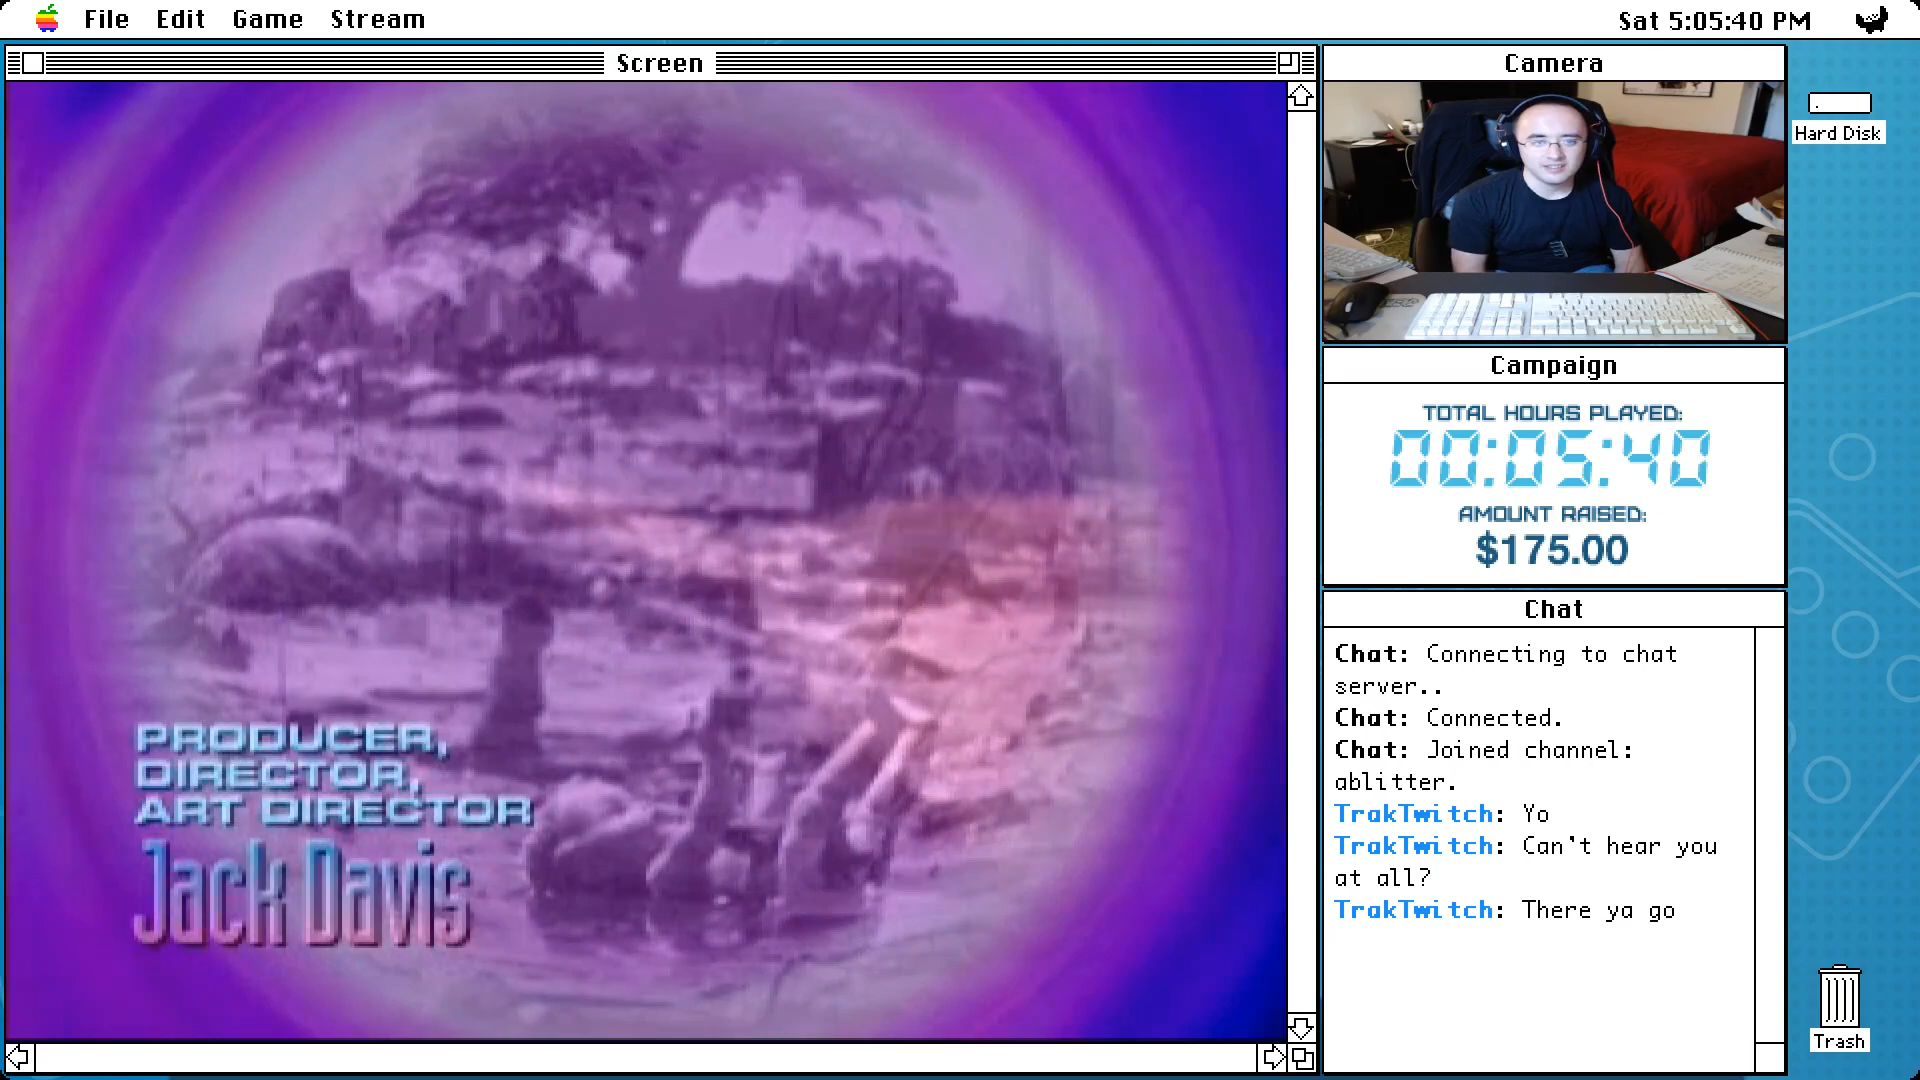 File Edit Game Stream
Sat 5:05:40 PM
Screen
PRODUCER,
DIRECTOR,
ART DIRECTOR
Jack Davis
Camera
Hard Disk
Campaign
TOTAL HOURS PLAYED:
00:05:40
AMOUNT RAISED:
$175.00
Chat
Chat: Connecting to chat
server..
Chat: Connected.
Chat: Joined channel:
ablitter.
TrakTwitch: Yo
TrakTwitch: Can't hear you
at all?
TrakTwitch: There ya go
Trash